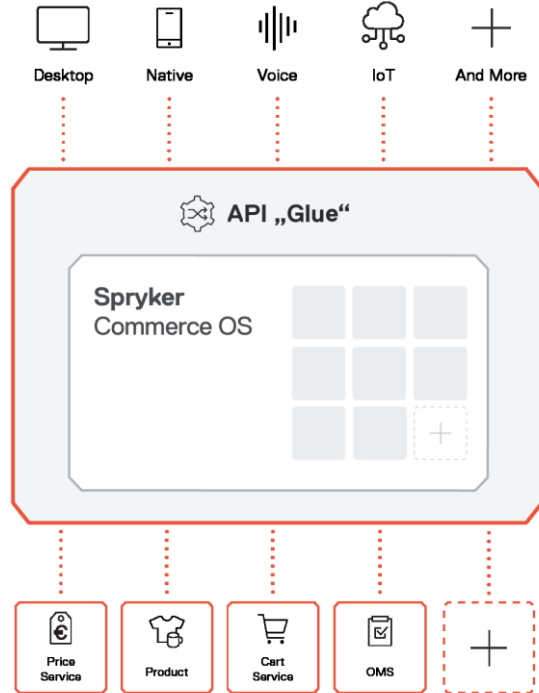 Desktop
Native
Voice
IoT
And More
API „Glue“
Spryker
Commerce OS
Price
Service
Product
Cart
Service
OMS